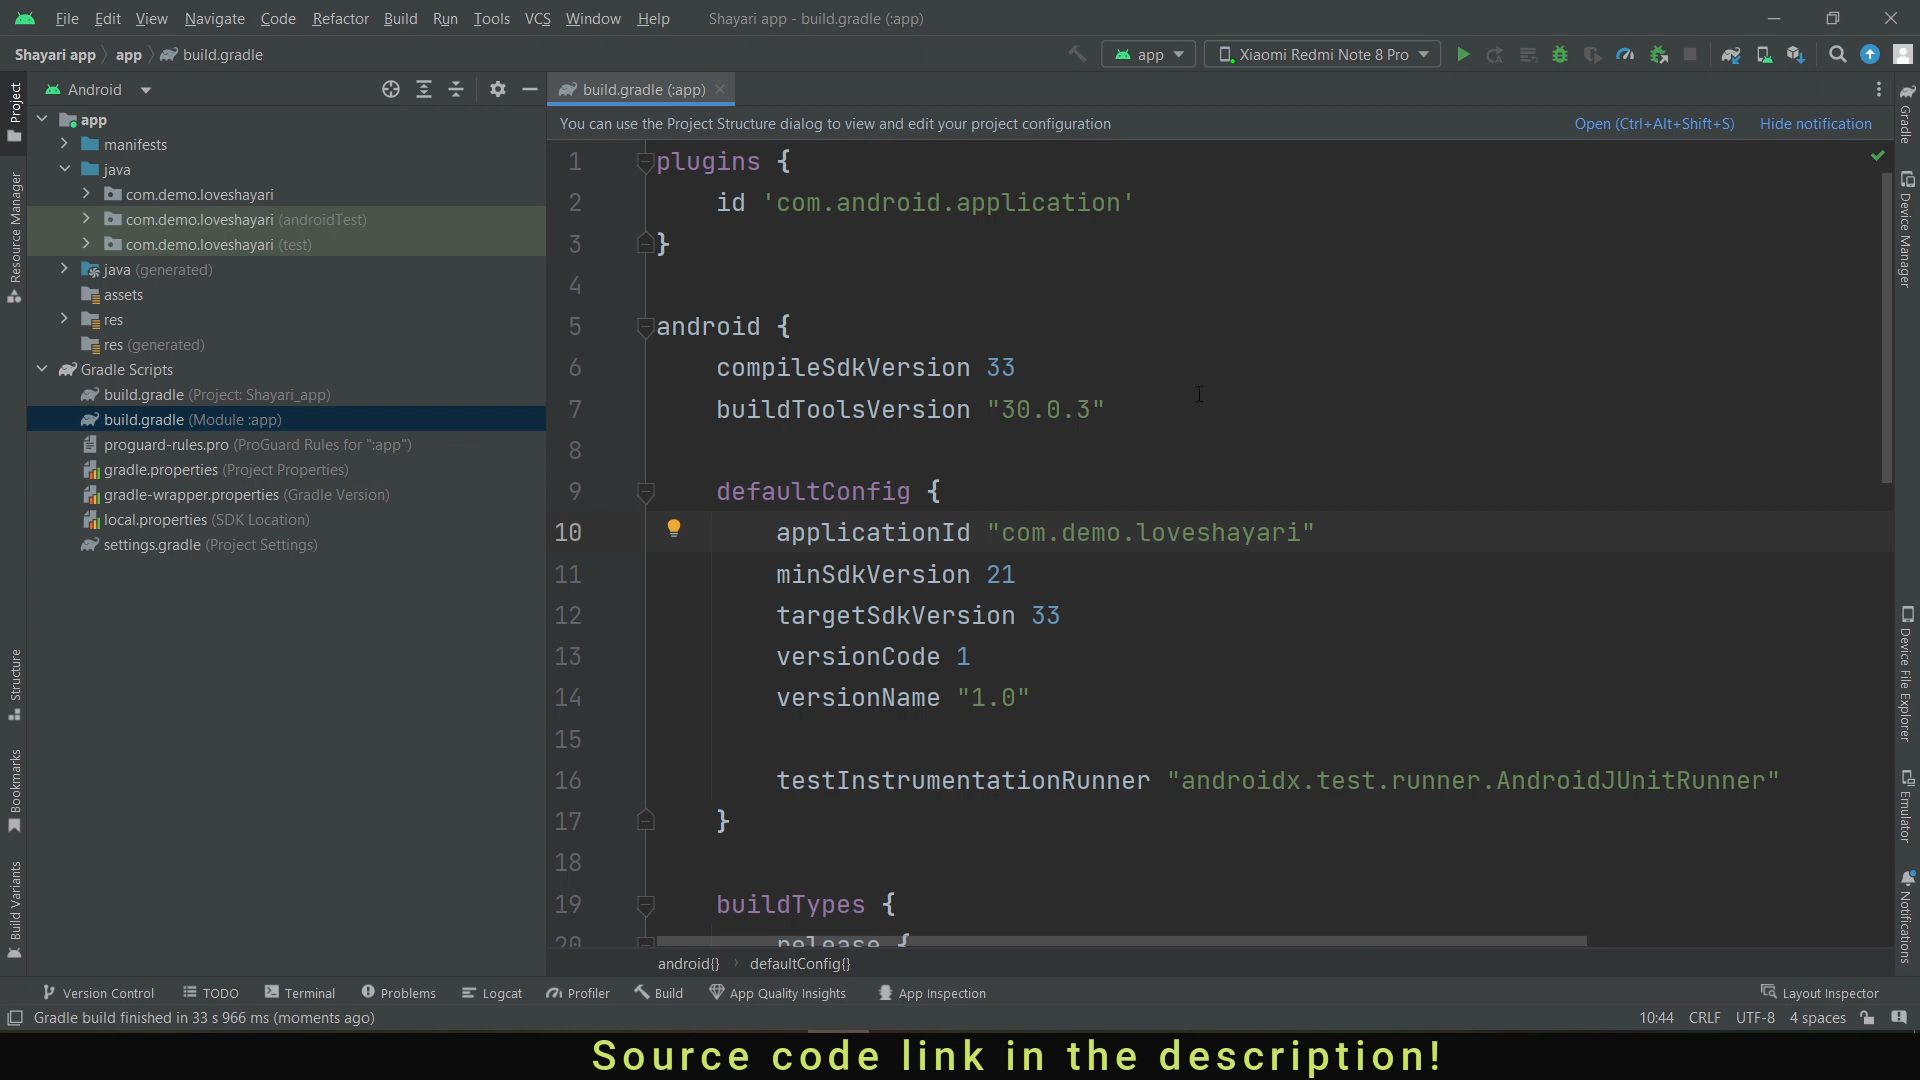 File Edit View Navigate Code Refactor Build Run Tools VCS Window Help Shayari app - build.gradle (:app)
Shayari app app build.gradle app Xiaomi Redmi Note 8 Pro
Android
build.gradle (:app)
You can use the Project Structure dialog to view and edit your project configuration Open (Ctrl+Alt+Shift+S) Hide notification
app
manifests
java
com.demo.loveshayari
com.demo.loveshayari (androidTest)
com.demo.loveshayari (test)
java (generated)
assets
res
res (generated)
Gradle Scripts
build.gradle (Project: Shayari_app)
build.gradle (Module :app)
proguard-rules.pro (ProGuard Rules for ":app")
gradle.properties (Project Properties)
gradle-wrapper.properties (Gradle Version)
local.properties (SDK Location)
settings.gradle (Project Settings)
1 plugins {
2 id 'com.android.application'
3 }
4
5 android {
6 compileSdkVersion 33
7 buildToolsVersion "30.0.3"
8
9 defaultConfig {
10 applicationId "com.demo.loveshayari"
11 minSdkVersion 21
12 targetSdkVersion 33
13 versionCode 1
14 versionName "1.0"
15
16 testInstrumentationRunner "androidx.test.runner.AndroidJUnitRunner"
17 }
18
19 buildTypes {
20 release {
android{} defaultConfig{}
Project
Resource Manager
Structure
Bookmarks
Build Variants
Gradle
Device Manager
Device File Explorer
Emulator
Notifications
Version Control TODO Terminal Problems Logcat Profiler Build App Quality Insights App Inspection Layout Inspector
Gradle build finished in 33 s 966 ms (moments ago) 10:44 CRLF UTF-8 4 spaces
Source code link in the description!